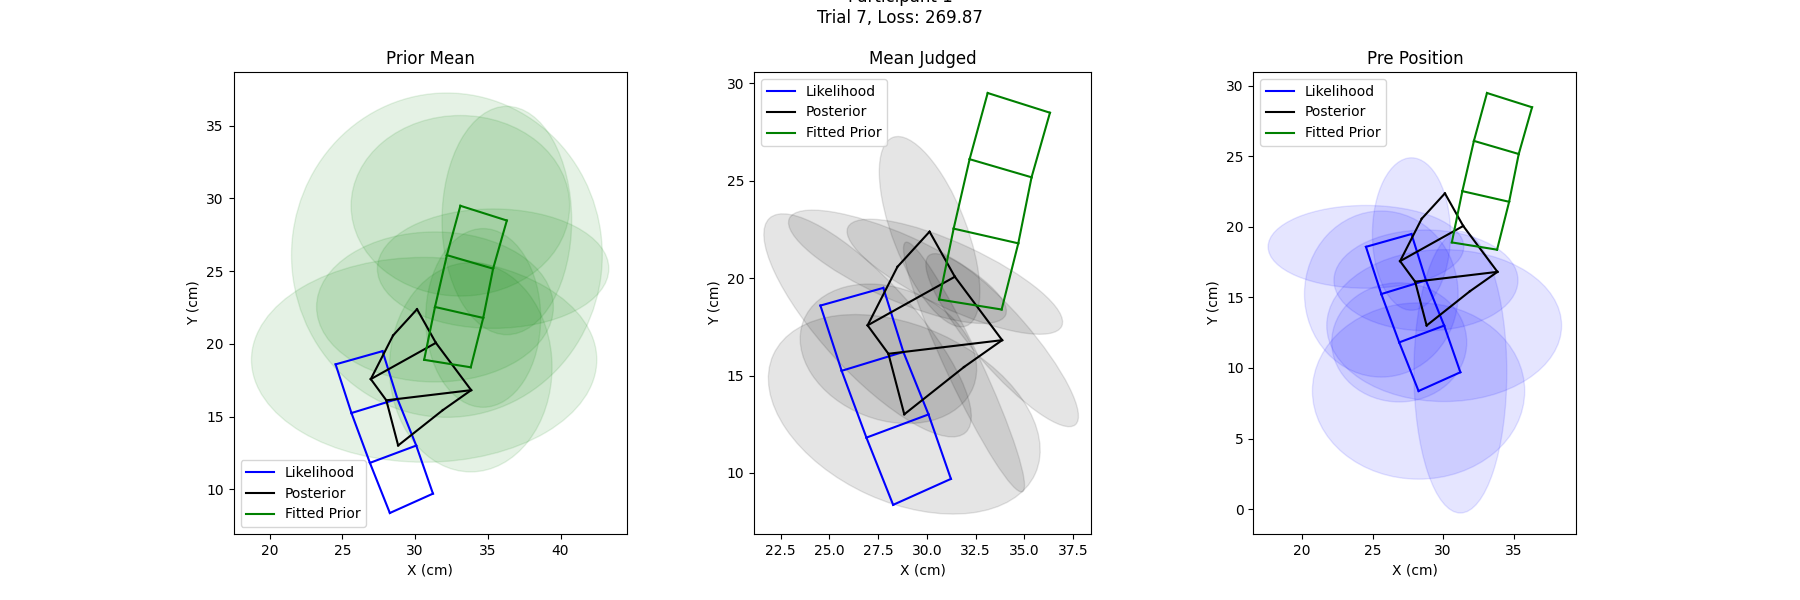 Participant 1
Trial 7, Loss: 269.87
Prior Mean
Y (cm)
35
30
25
20
15
10
Likelihood
Posterior
Fitted Prior
20 25 30 35 40
X (cm)
Mean Judged
Likelihood
Posterior
Fitted Prior
Y (cm)
30
25
20
15
10
22.5 25.0 27.5 30.0 32.5 35.0 37.5
X (cm)
Pre Position
Likelihood
Posterior
Fitted Prior
Y (cm)
30
25
20
15
10
5
0
20 25 30 35
X (cm)